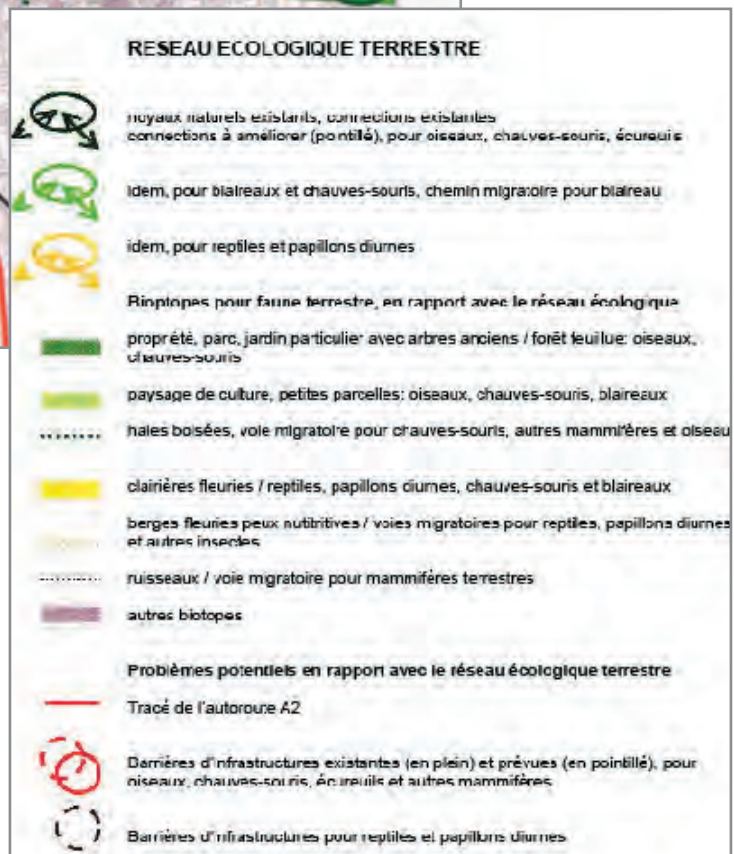 RESEAU ECOLOGIQUE TERRESTRE
noyaux naturels existants, connections existantes
connections à améliorer (pointillé), pour oiseaux, chauves-souris, écureuils
idem, pour blaireaux et chauves-souris, chemin migratoire pour blaireau
idem, pour reptiles et papillons diurnes
Bioptopes pour faune terrestre, en rapport avec le réseau écologique
propriété, parc, jardin particulier avec arbres anciens / forêt feuillue: oiseaux,
chauves-souris
paysage de culture, petites parcelles: oiseaux, chauves-souris, blaireaux
haies boisées, voie migratoire pour chauves-souris, autres mammifères et oiseau
clairières fleuries / reptiles, papillons diurnes, chauves-souris et blaireaux
berges fleuries peux nutitritives / voies migratoires pour reptiles, papillons diurnes
et autres insectes
ruisseaux / voie migratoire pour mammifères terrestres
autres biotopes
Problèmes potentiels en rapport avec le réseau écologique terrestre
Tracé de l'autoroute A2
Barrières d'infrastructures existantes (en plein) et prévues (en pointillé), pour
oiseaux, chauves-souris, écureuils et autres mammifères
Barrières d'infrastructures pour reptiles et papillons diurnes